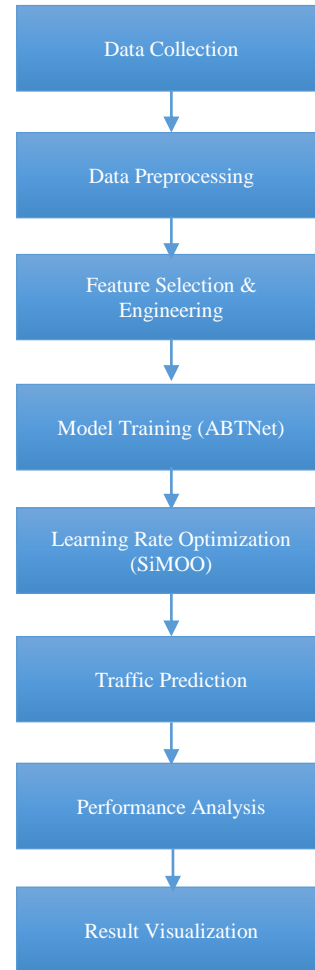 Data Collection
Data Preprocessing
Feature Selection &
Engineering
Model Training (ABTNet)
Learning Rate Optimization
(SiMOO)
Traffic Prediction
Performance Analysis
Result Visualization